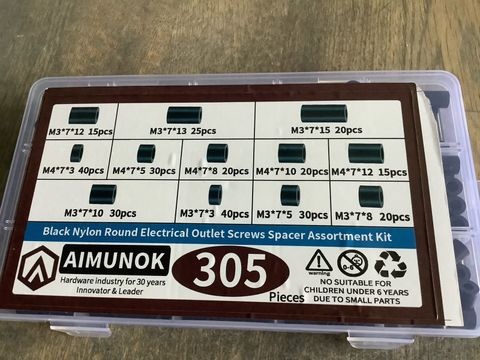 M3*7*12 15pcs
M3*7*13 25pcs
M3*7*15 20pcs
M4*7*3 40pcs
M4*7*5 30pcs
M4*7*8 20pcs
M4*7*10 20pcs
M4*7*12 15pcs
M3*7*10 30pcs
M3*7*3 40pcs
M3*7*5 30pcs
M3*7*8 20pcs
Black Nylon Round Electrical Outlet Screws Spacer Assortment Kit
AIMUNOK
Hardware industry for 30 years
Innovator & Leader
305
Pieces
warning
NO SUITABLE FOR
CHILDREN UNDER 6 YEARS
DUE TO SMALL PARTS